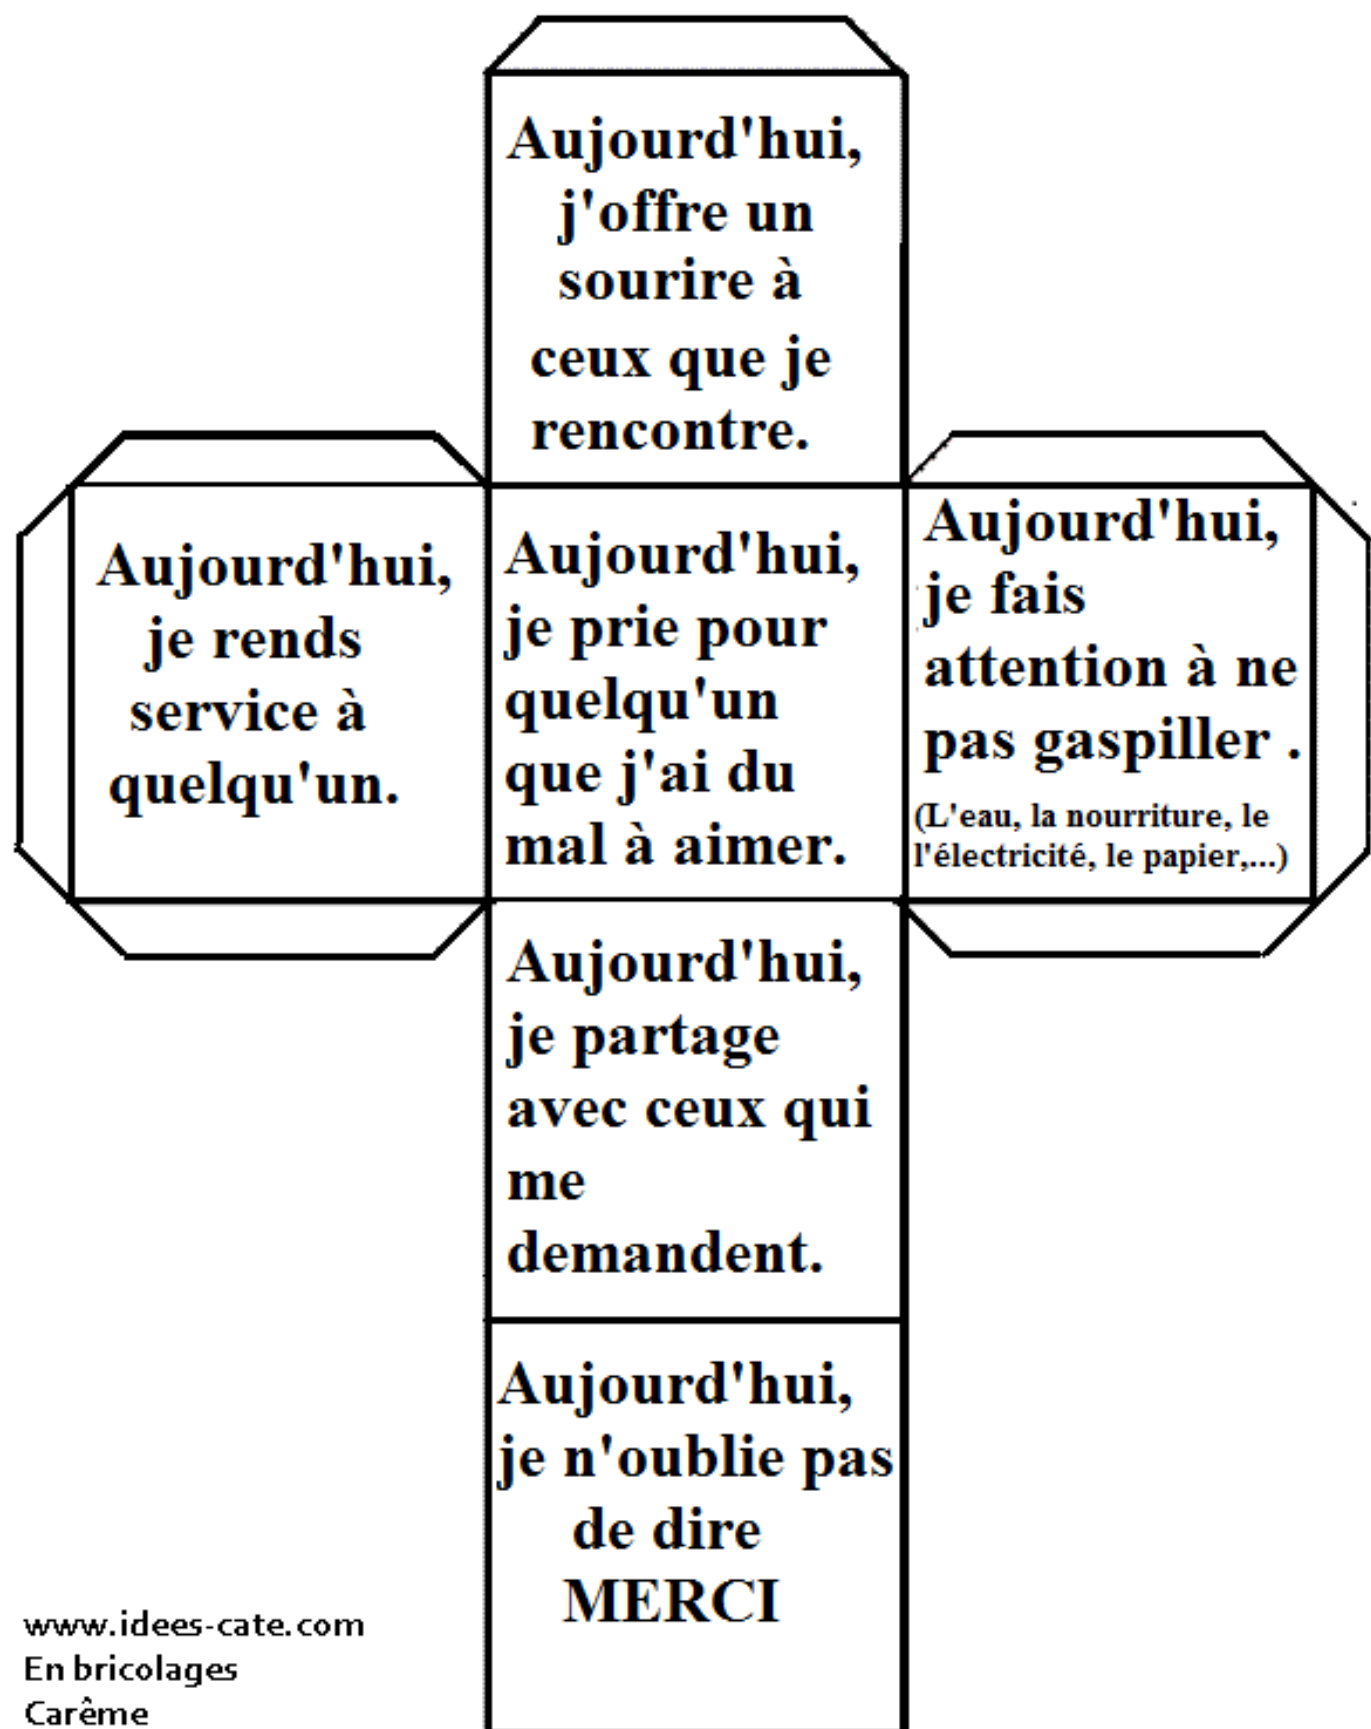 Aujourd'hui,
j'offre un
sourire à
ceux que je
rencontre.
Aujourd'hui,
je rends
service à
quelqu'un.
Aujourd'hui,
je prie pour
quelqu'un
que j'ai du
mal à aimer.
Aujourd'hui,
je fais
attention à ne
pas gaspiller .
(L'eau, la nourriture, le
l'électricité, le papier,...)
Aujourd'hui,
je partage
avec ceux qui
me
demandent.
Aujourd'hui,
je n'oublie pas
de dire
MERCI
www.idees-cate.com
En bricolages
Carême